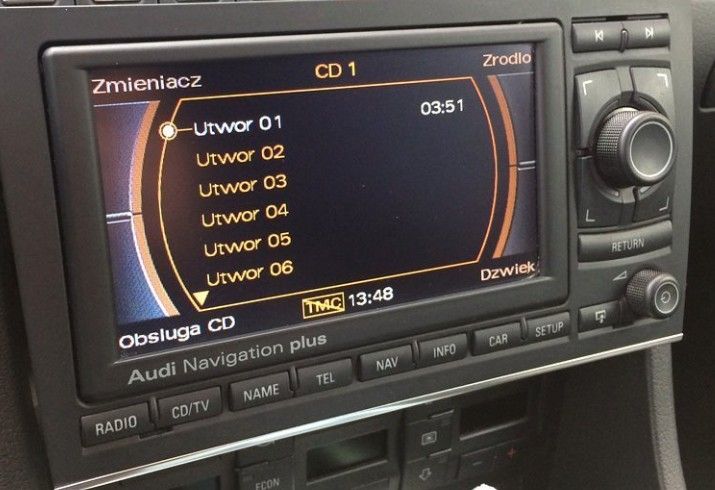 Zmieniacz CD 1 Zrodlo
Utwor 01 03:51
Utwor 02
Utwor 03
Utwor 04
Utwor 05
Utwor 06
Obsluga CD TMC 13:48 Dzwiek
Audi Navigation plus
RETURN
RADIO CD/TV NAME TEL NAV INFO CAR SETUP
ECON